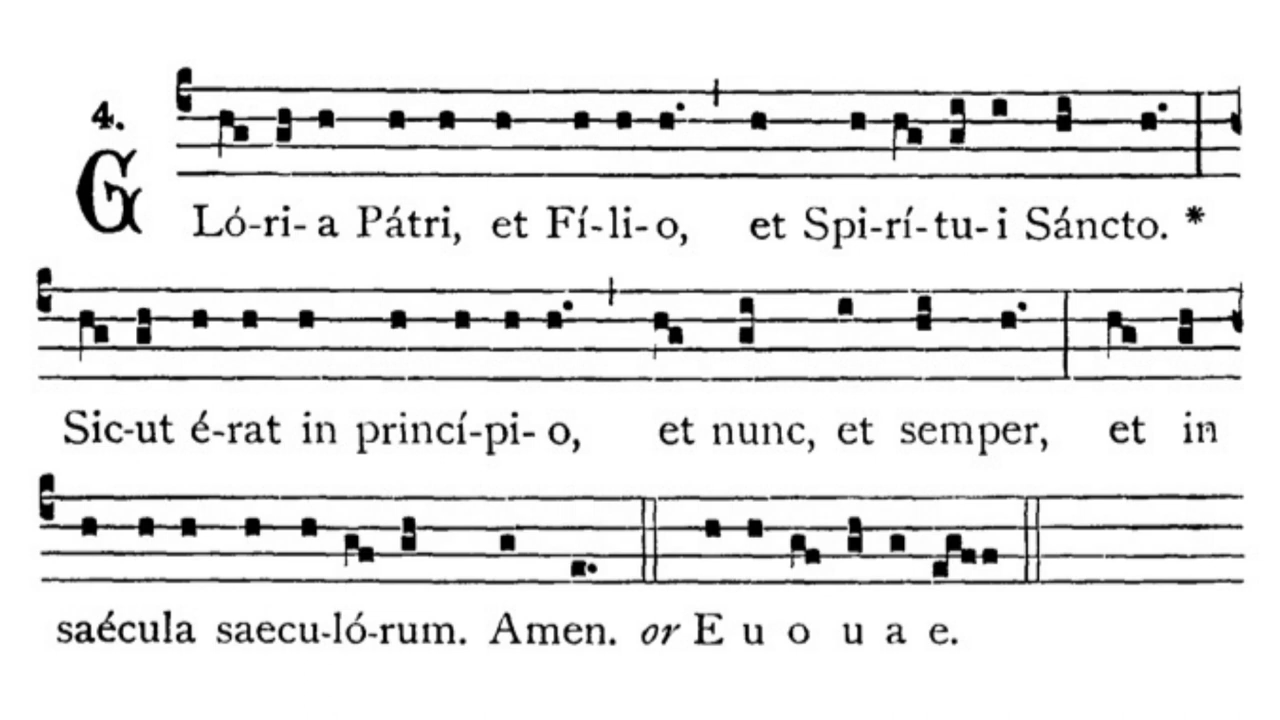 4.
G Ló-ri- a Pátri, et Fí-li-o, et Spi-rí-tu-i Sáncto. *
Sic-ut é-rat in princí-pi- o, et nunc, et semper, et in
saécula saecu-ló-rum. Amen. or E u o u a e.